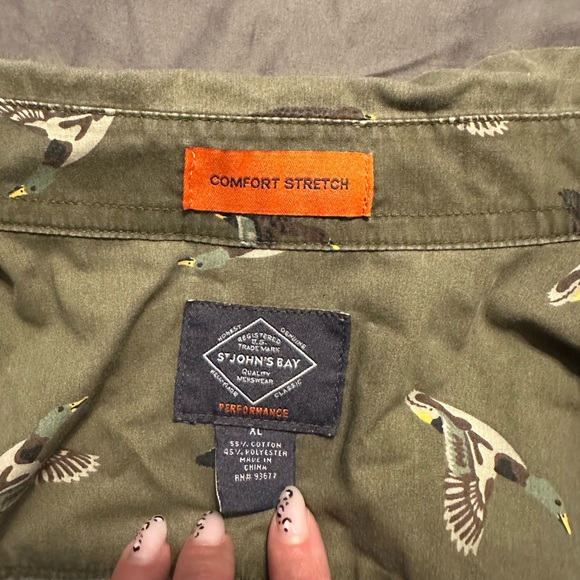 COMFORT STRETCH
HONEST
GENUINE
REGISTERED
U.S.
TRADE MARK
ST JOHN'S BAY
QUALITY
MENSWEAR
CLASSIC
PERFORMANCE
XL
55% COTTON
45% POLYESTER
MADE IN
CHINA
RN# 93677